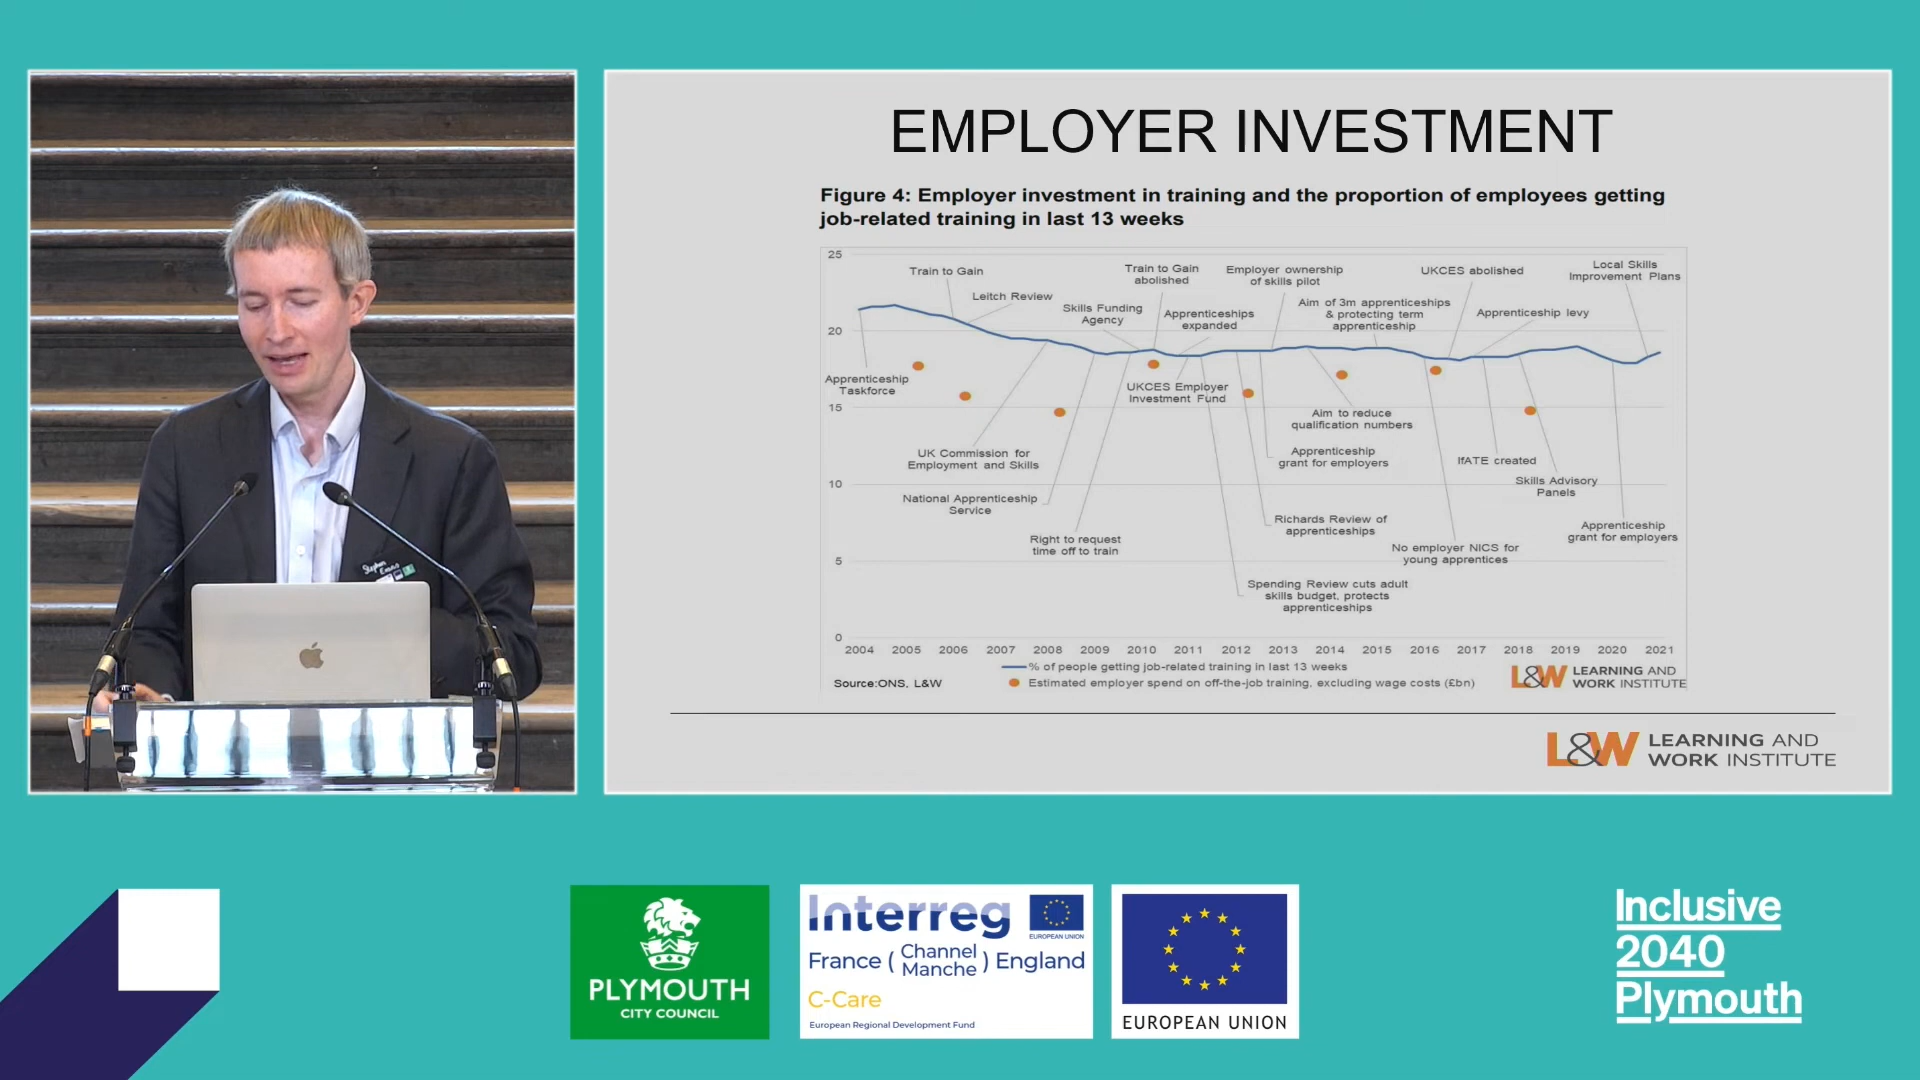 EMPLOYER INVESTMENT
Figure 4: Employer investment in training and the proportion of employees getting
job-related training in last 13 weeks
25
20
15
10
5
0
Train to Gain
Leitch Review
Skills Funding
Agency
Train to Gain
abolished
Apprenticeships
expanded
Employer ownership
of skills pilot
Aim of 3m apprenticeships
& protecting term
apprenticeship
UKCES abolished
Apprenticeship levy
Local Skills
Improvement Plans
Apprenticeship
Taskforce
UKCES Employer
Investment Fund
Aim to reduce
qualification numbers
UK Commission for
Employment and Skills
Apprenticeship
grant for employers
IfATE created
Skills Advisory
Panels
National Apprenticeship
Service
Richards Review of
apprenticeships
Apprenticeship
grant for employers
Right to request
time off to train
No employer NICS for
young apprentices
Spending Review cuts adult
skills budget, protects
apprenticeships
2004 2005 2006 2007 2008 2009 2010 2011 2012 2013 2014 2015 2016 2017 2018 2019 2020 2021
% of people getting job-related training in last 13 weeks
Source:ONS, L&W
Estimated employer spend on off-the-job training, excluding wage costs (£bn)
L&W LEARNING AND
WORK INSTITUTE
L&W LEARNING AND
WORK INSTITUTE
Stephen
Evans
PLYMOUTH
CITY COUNCIL
Interreg
EUROPEAN UNION
France ( Channel
Manche ) England
C-Care
European Regional Development Fund
EUROPEAN UNION
Inclusive
2040
Plymouth